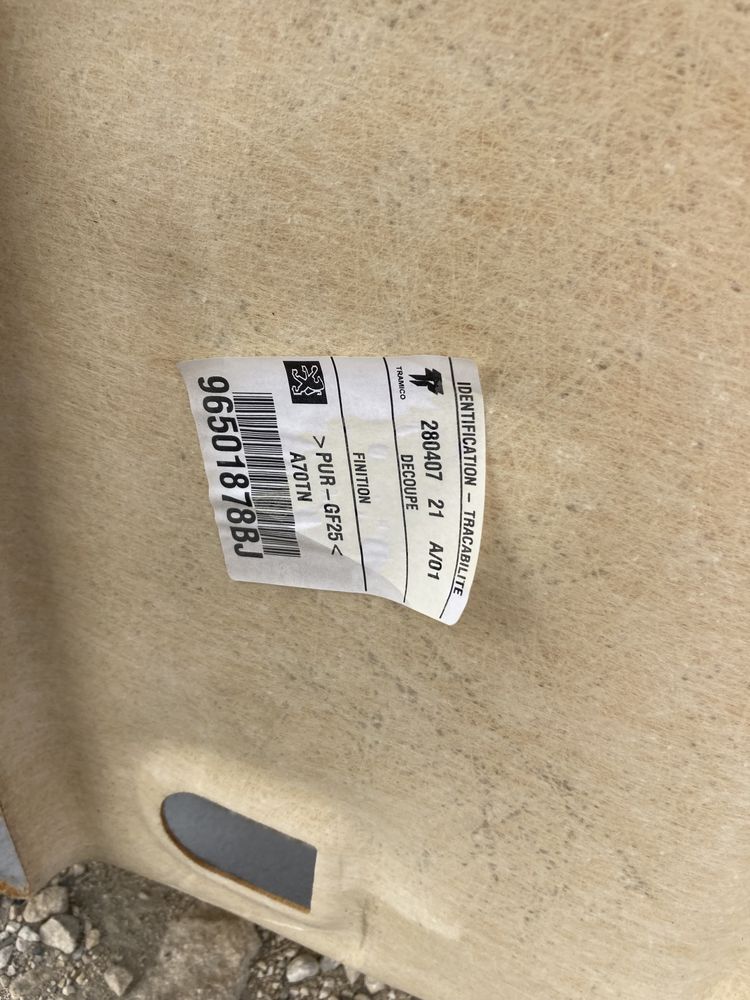 IDENTIFICATION - TRACABILITE
TRAMICO
280407 21 A/01
DECOUPE
FINITION
>PUR-GF25<
A70TN
96501878BJ